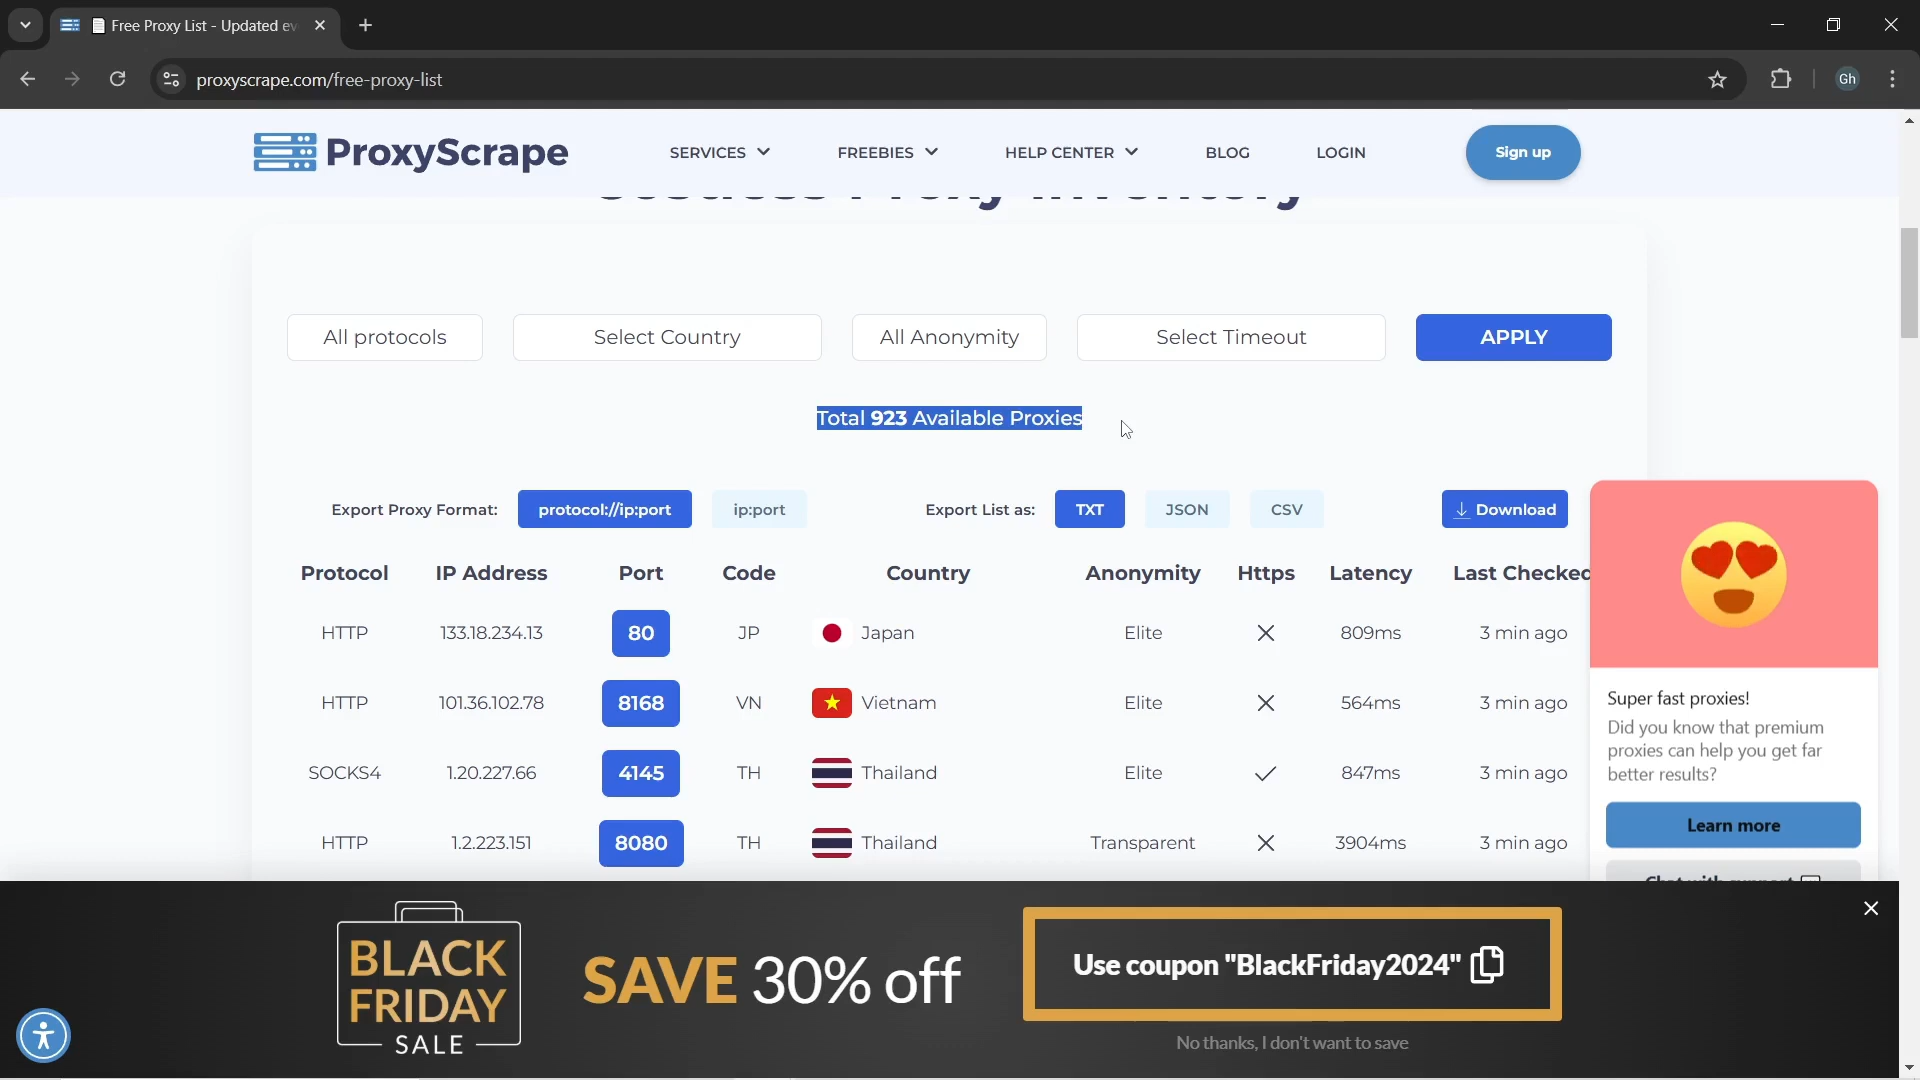 Free Proxy List - Updated ev
proxyscrape.com/free-proxy-list
Gh
ProxyScrape
SERVICES
FREEBIES
HELP CENTER
BLOG
LOGIN
Sign up
Proxy Inventory
All protocols
Select Country
All Anonymity
Select Timeout
APPLY
Total 923 Available Proxies
Export Proxy Format:
protocol://ip:port
ip:port
Export List as:
TXT
JSON
CSV
Download
Protocol IP Address Port Code Country Anonymity Https Latency Last Checked
HTTP 133.18.234.13 80 JP Japan Elite 809ms 3 min ago
HTTP 101.36.102.78 8168 VN Vietnam Elite 564ms 3 min ago
SOCKS4 1.20.227.66 4145 TH Thailand Elite 847ms 3 min ago
HTTP 1.2.223.151 8080 TH Thailand Transparent 3904ms 3 min ago
Super fast proxies!
Did you know that premium
proxies can help you get far
better results?
Learn more
Chat with support
BLACK
FRIDAY
SALE
SAVE 30% off
Use coupon "BlackFriday2024"
No thanks, I don't want to save